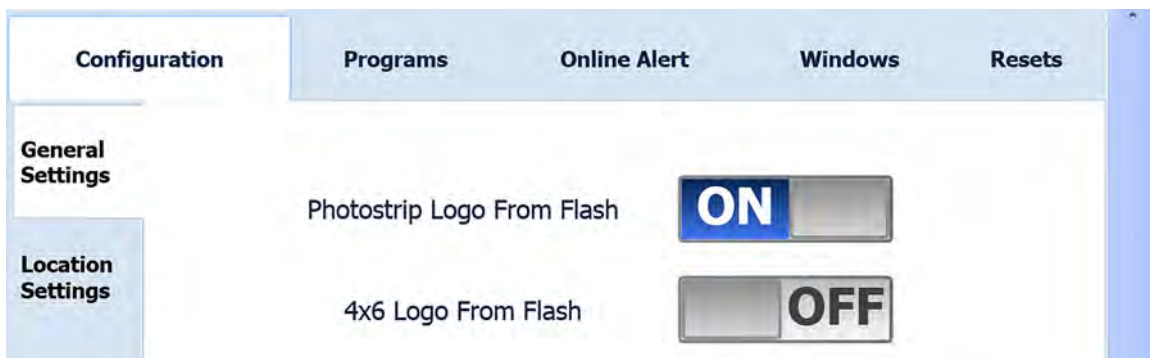 Configuration Programs Online Alert Windows Resets
General
Settings
Photostrip Logo From Flash ON
Location
Settings
4x6 Logo From Flash OFF